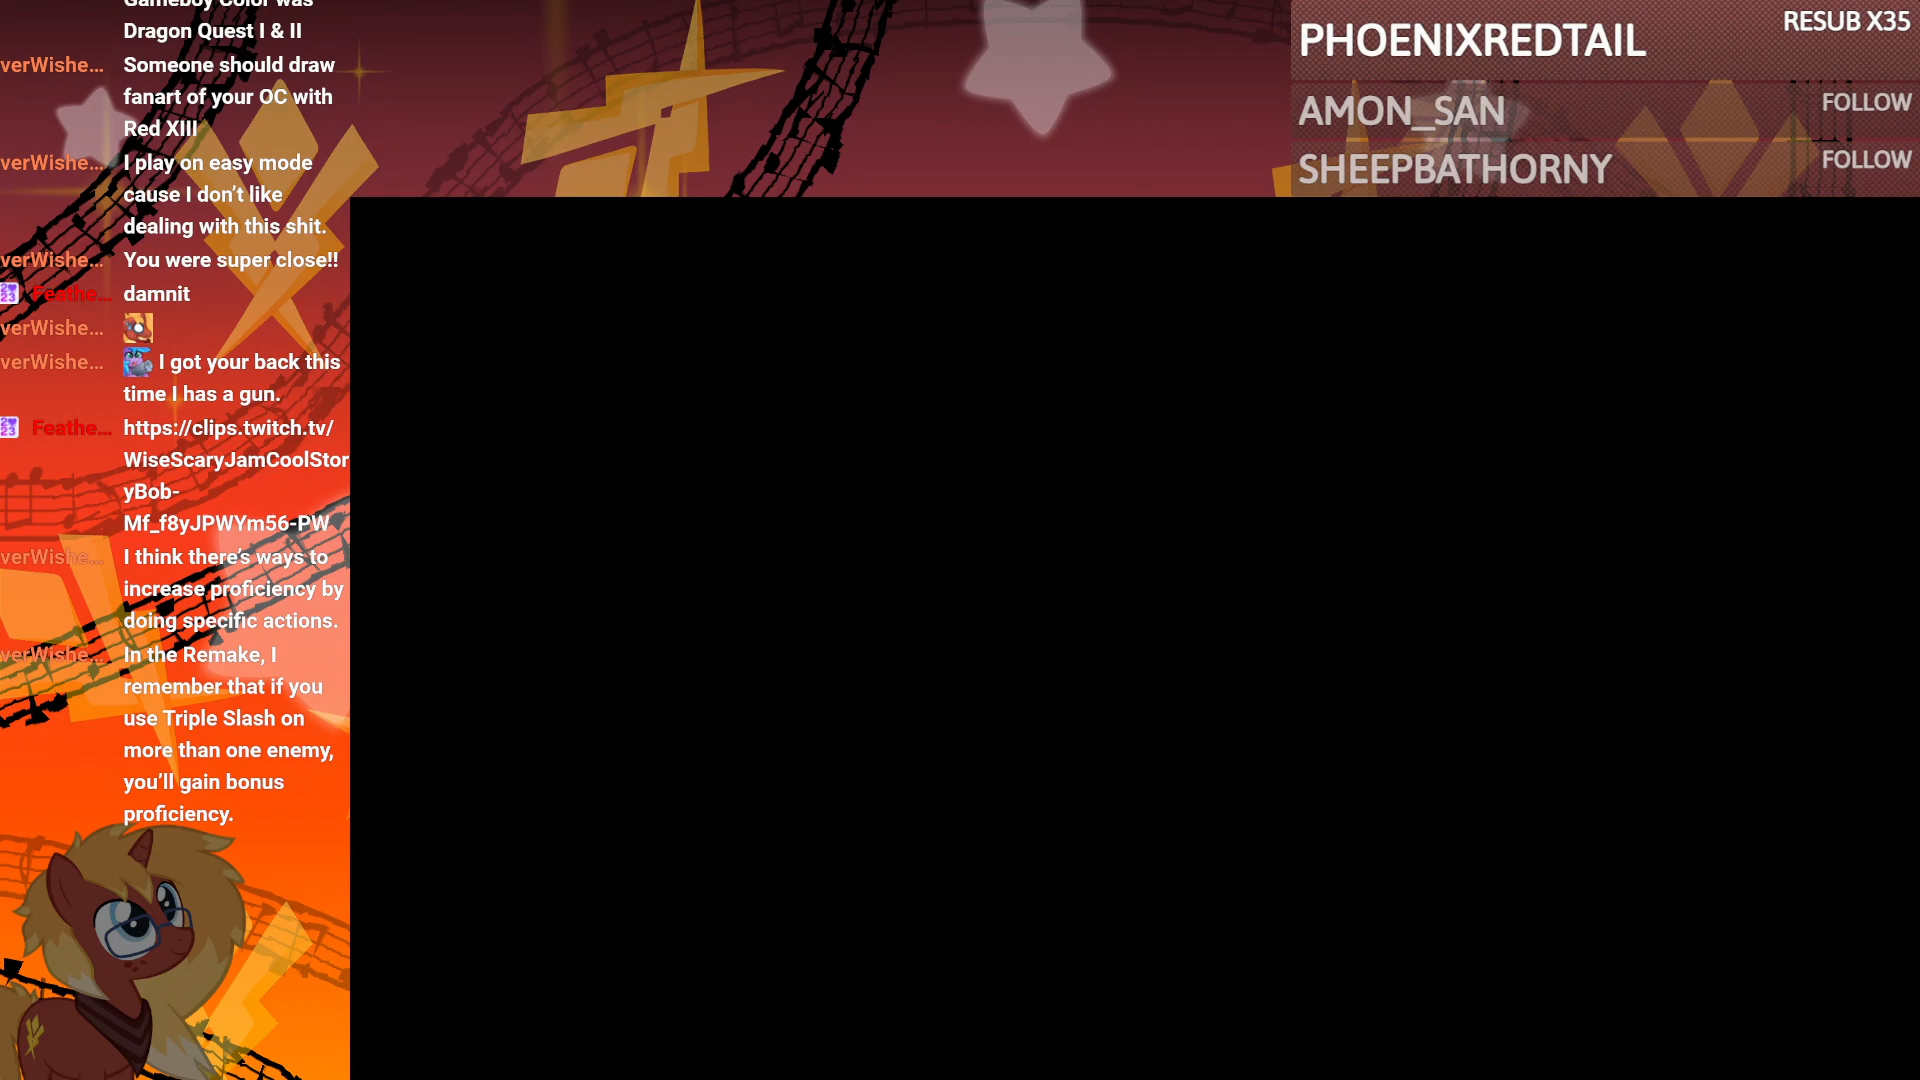 Gameboy Color was
Dragon Quest I & II
verWishe... Someone should draw
fanart of your OC with
Red XIII
verWishe... I play on easy mode
cause I don't like
dealing with this shit.
verWishe... You were super close!!
Feathe... damnit
verWishe...
verWishe... I got your back this
time I has a gun.
Feathe... https://clips.twitch.tv/
WiseScaryJamCoolStor
yBob-
Mf_f8yJPWYm56-PW
verWishe... I think there's ways to
increase proficiency by
doing specific actions.
verWishe... In the Remake, I
remember that if you
use Triple Slash on
more than one enemy,
you'll gain bonus
proficiency.
PHOENIXREDTAIL RESUB X35
AMON_SAN FOLLOW
SHEEPBATHORNY FOLLOW